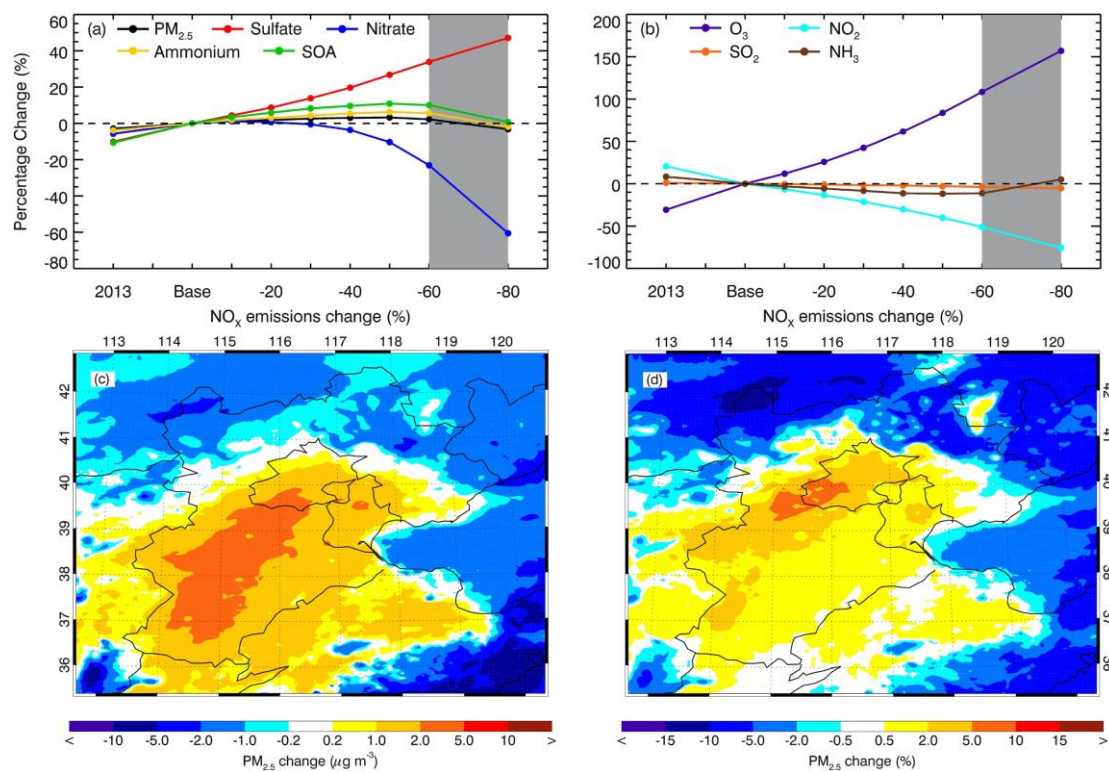 (a) PM2.5 Sulfate Nitrate
Ammonium SOA
Percentage Change (%)
60
40
20
0
-20
-40
-60
-80
2013 Base -20 -40 -60 -80
NOX emissions change (%)
(b) O3 NO2
SO2 NH3
200
150
100
50
0
-50
-100
2013 Base -20 -40 -60 -80
NOX emissions change (%)
113 114 115 116 117 118 119 120
(c)
42
41
40
39
38
37
36
< -10 -5.0 -2.0 -1.0 -0.2 0.2 1.0 2.0 5.0 10 >
PM2.5 change (μg m-3)
113 114 115 116 117 118 119 120
(d)
42
41
40
39
38
37
36
< -15 -10 -5.0 -2.0 -0.5 0.5 2.0 5.0 10 15 >
PM2.5 change (%)